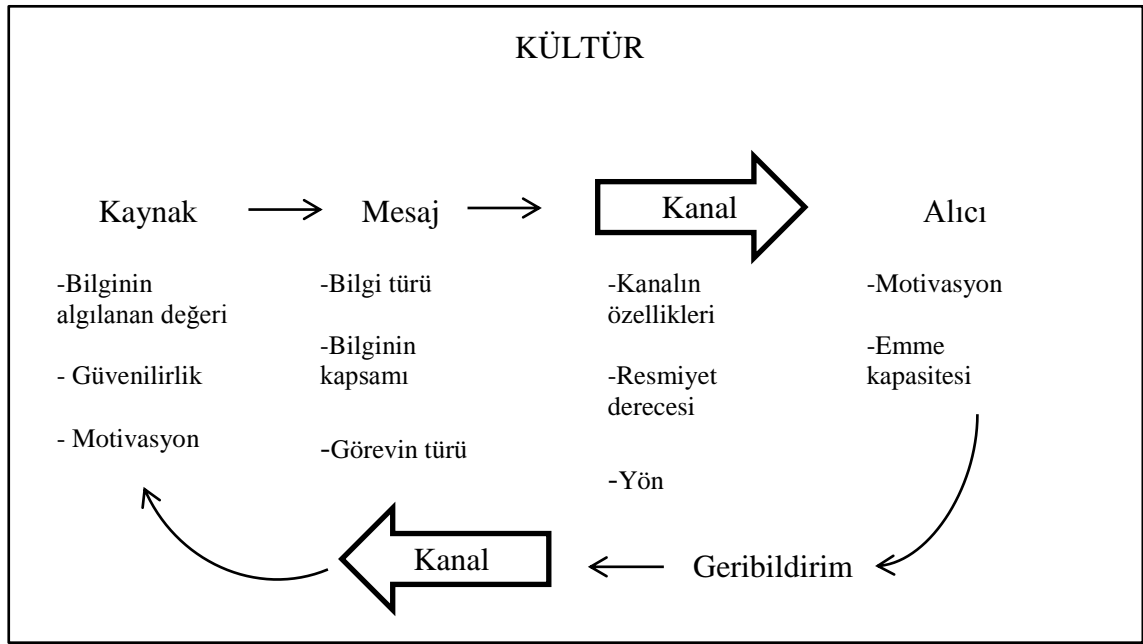 KÜLTÜR
Kaynak
Mesaj
Kanal
Alıcı
-Bilginin
algılanan değeri
- Güvenilirlik
- Motivasyon
-Bilgi türü
-Bilginin
kapsamı
-Görevin türü
-Kanalın
özellikleri
-Resmiyet
derecesi
-Yön
-Motivasyon
-Emme
kapasitesi
Kanal
Geribildirim